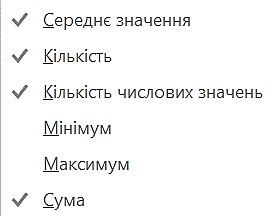 Середнє значення
Кількість
Кількість числових значень
Мінімум
Максимум
Сума